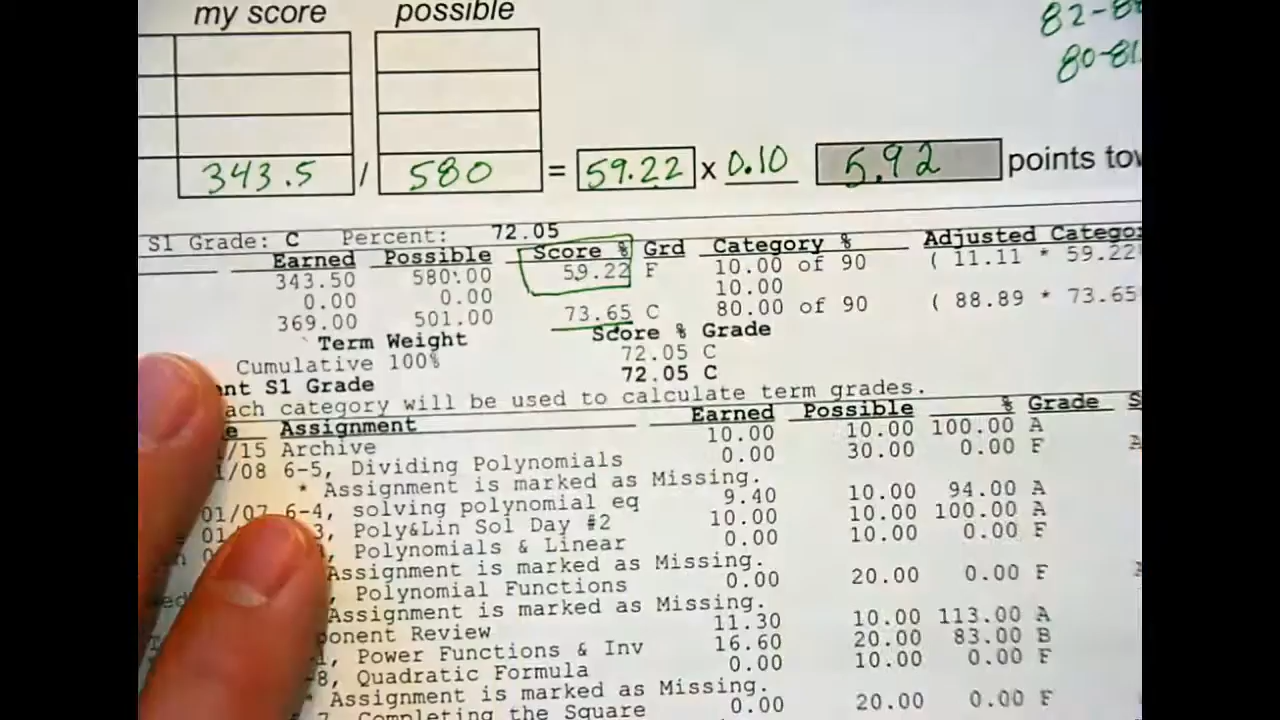 my score possible
82-8
80-81
343.5 / 580 = 59.22 x 0.10 5.92 points tow
S1 Grade: C Percent: 72.05
Earned Possible Score % Grd Category % Adjusted Catego
343.50 580.00 59.22 F 10.00 of 90 ( 11.11 * 59.22
0.00 0.00 10.00
369.00 501.00 73.65 C 80.00 of 90 ( 88.89 * 73.65
Term Weight Score % Grade
Cumulative 100% 72.05 C
nt S1 Grade 72.05 C
ach category will be used to calculate term grades.
e Assignment Earned Possible % Grade S
/15 Archive 10.00 10.00 100.00 A
/08 6-5, Dividing Polynomials 0.00 30.00 0.00 F
* Assignment is marked as Missing.
01/07 6-4, solving polynomial eq 9.40 10.00 94.00 A
01/ 3, Poly&Lin Sol Day #2 10.00 10.00 100.00 A
, Polynomials & Linear 0.00 10.00 0.00 F
Assignment is marked as Missing.
, Polynomial Functions 0.00 20.00 0.00 F
Assignment is marked as Missing.
ponent Review 11.30 10.00 113.00 A
, Power Functions & Inv 16.60 20.00 83.00 B
-8, Quadratic Formula 0.00 10.00 0.00 F
* Assignment is marked as Missing.
7, Completing the Square 0.00 20.00 0.00 F